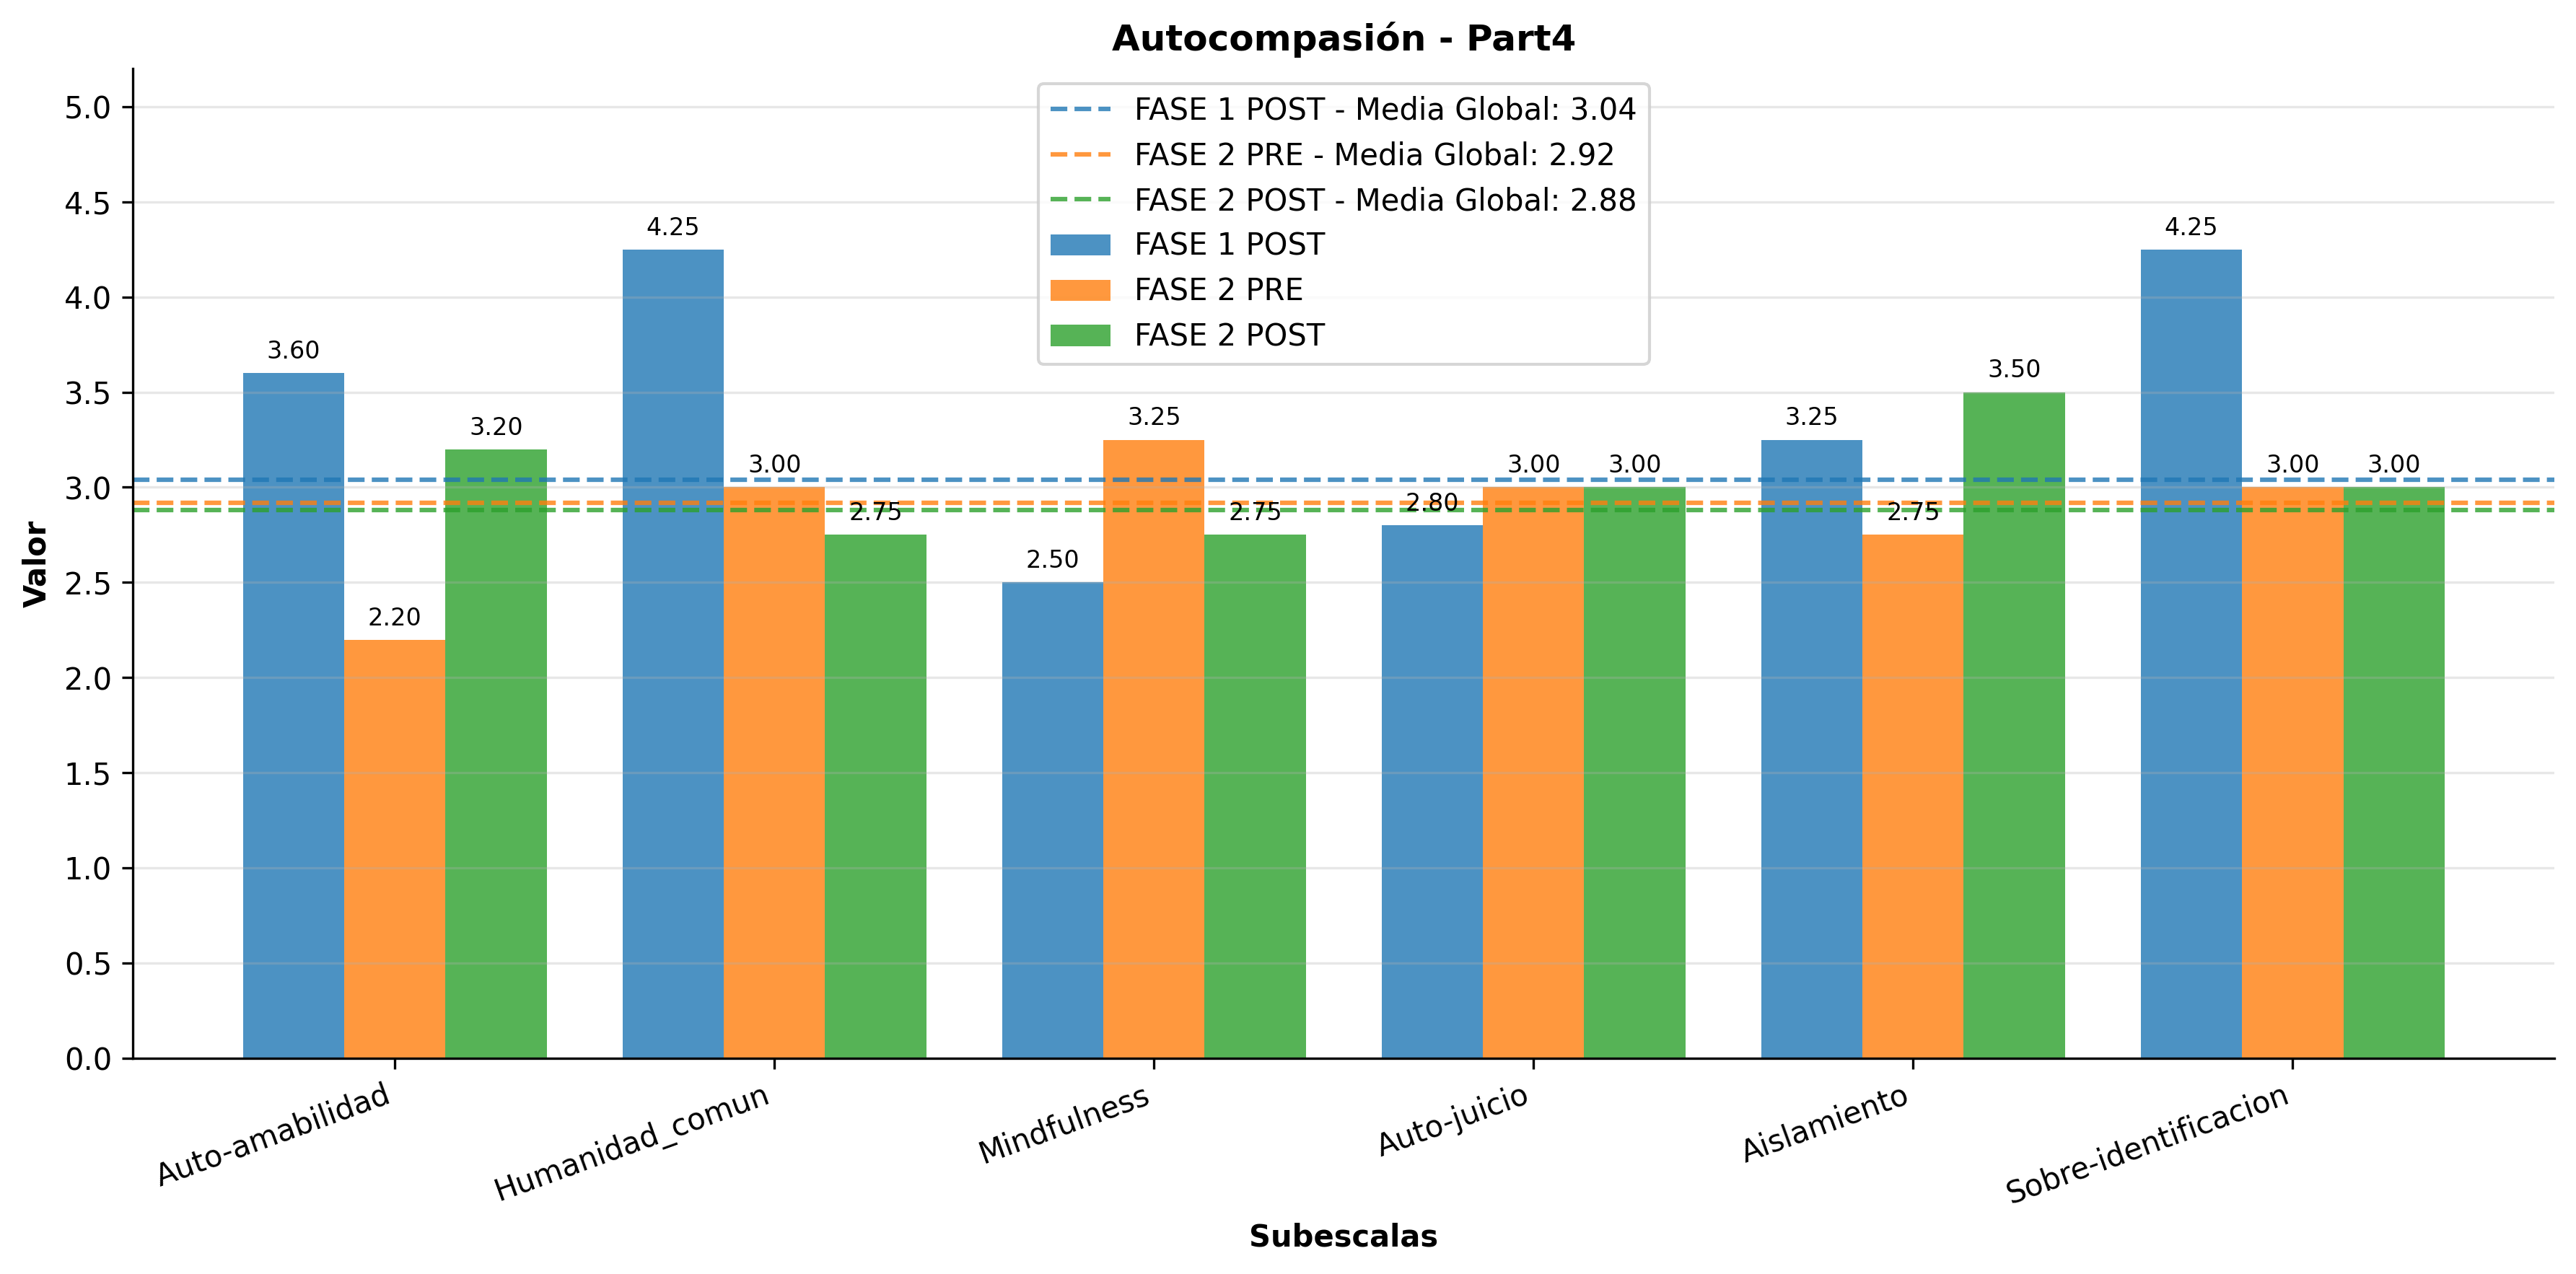 Autocompasión - Part4
FASE 1 POST - Media Global: 3.04
FASE 2 PRE - Media Global: 2.92
FASE 2 POST - Media Global: 2.88
FASE 1 POST
FASE 2 PRE
FASE 2 POST
Valor
5.0
4.5
4.0
3.5
3.0
2.5
2.0
1.5
1.0
0.5
0.0
3.60
2.20
3.20
4.25
3.00
2.75
2.50
3.25
2.75
2.80
3.00
3.00
3.25
2.75
3.50
4.25
3.00
3.00
Auto-amabilidad
Humanidad_comun
Mindfulness
Auto-juicio
Aislamiento
Sobre-identificacion
Subescalas